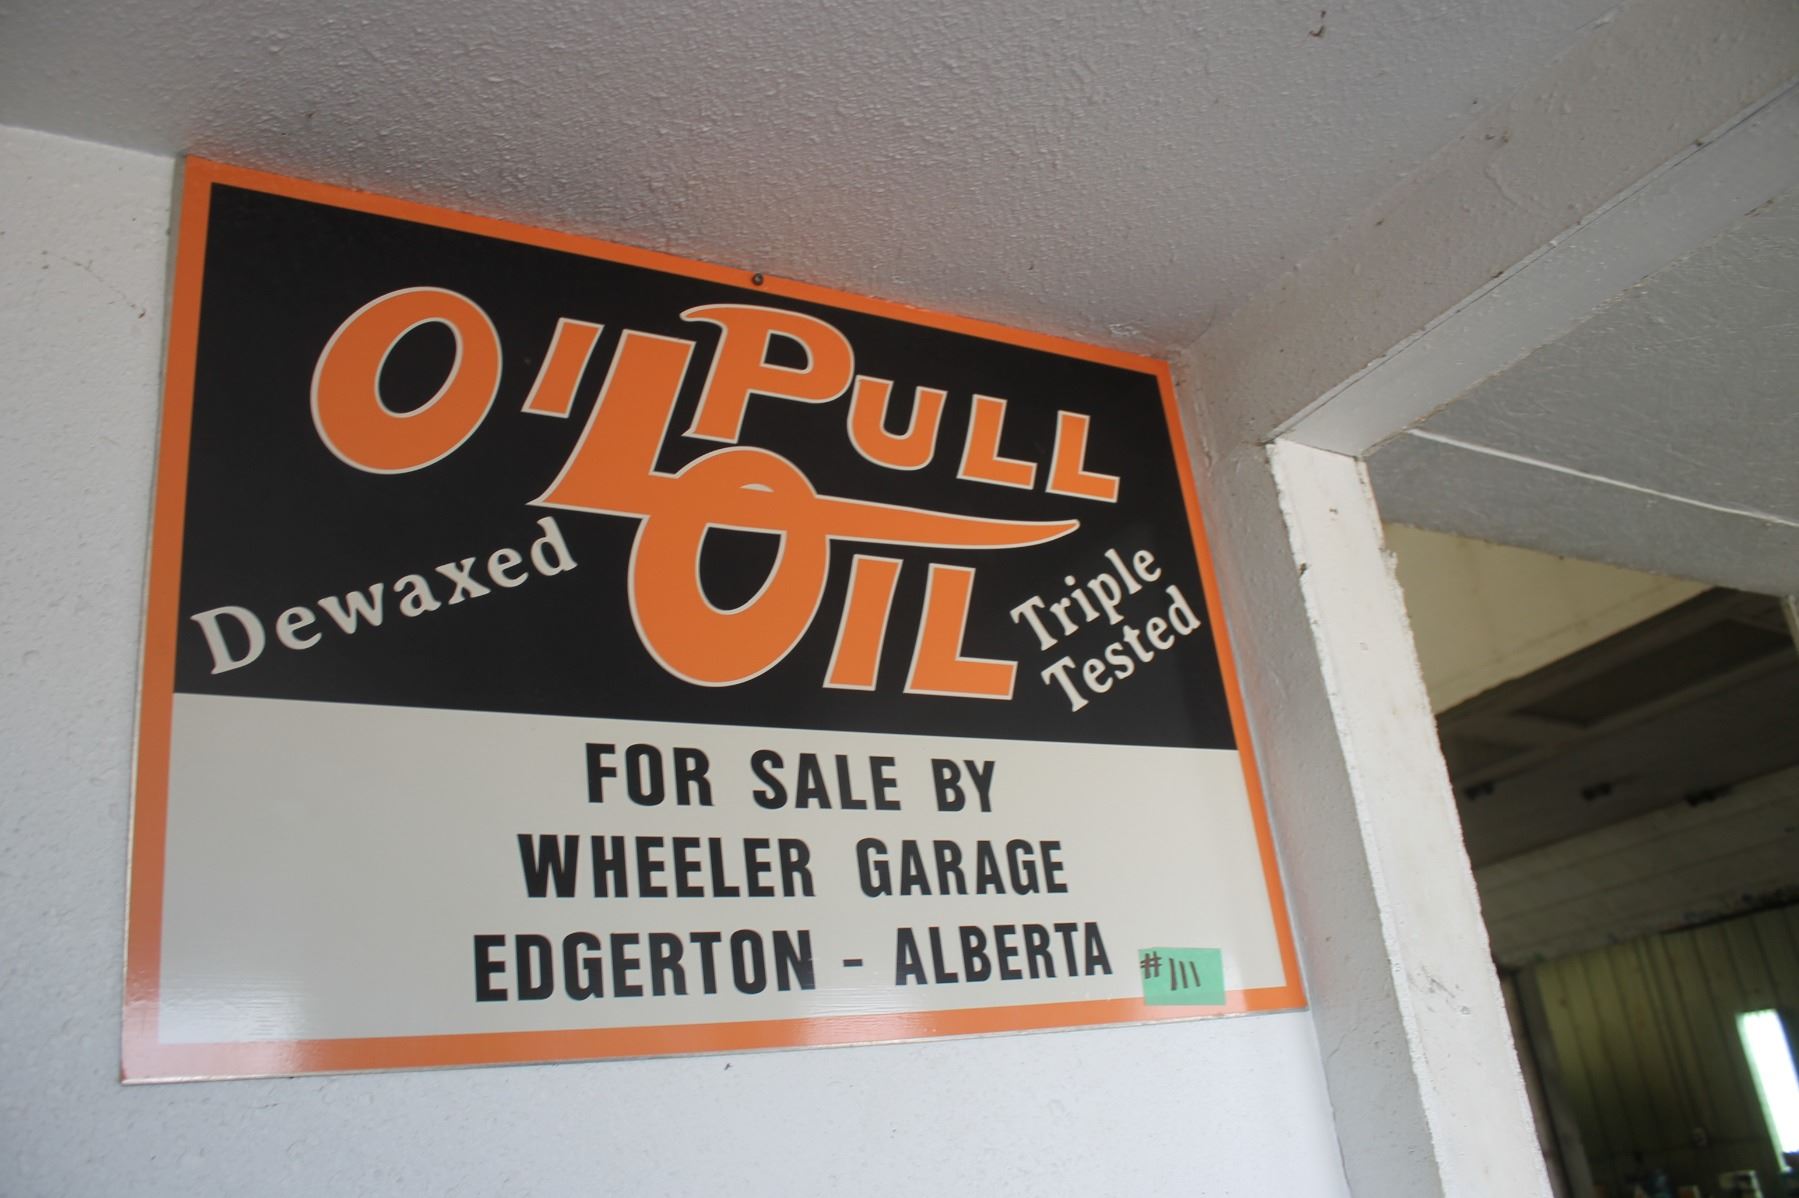 OILPULL
OIL
Dewaxed
Triple
Tested
FOR SALE BY
WHEELER GARAGE
EDGERTON - ALBERTA
#111